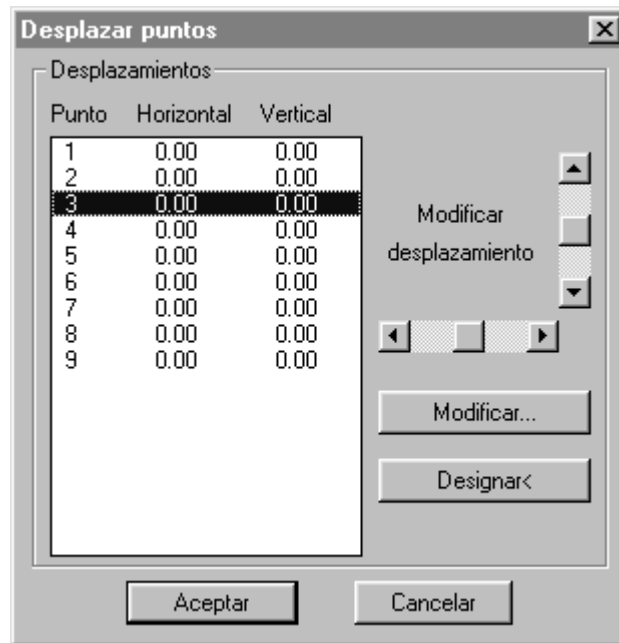 Desplazar puntos
Desplazamientos
Punto Horizontal Vertical
1 0.00 0.00
2 0.00 0.00
3 0.00 0.00
4 0.00 0.00
5 0.00 0.00
6 0.00 0.00
7 0.00 0.00
8 0.00 0.00
9 0.00 0.00
Modificar
desplazamiento
Modificar...
Designar<
Aceptar Cancelar